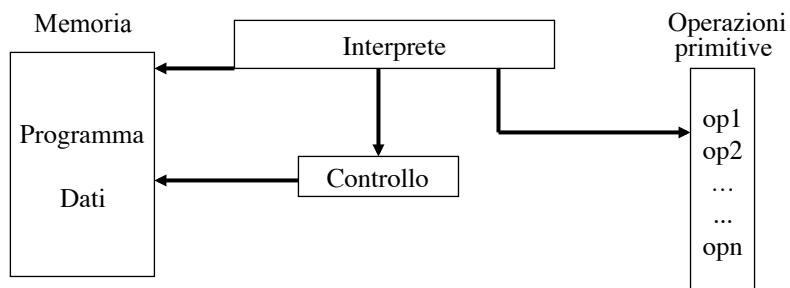 Memoria
Interprete
Operazioni
primitive
Programma
Dati
Controllo
op1
op2
…
...
opn